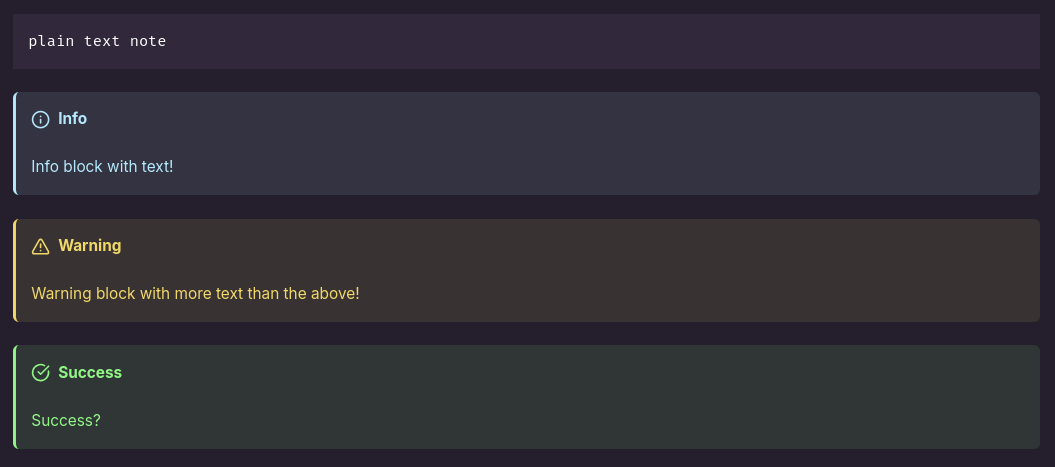 plain text note
Info
Info block with text!
Warning
Warning block with more text than the above!
Success
Success?